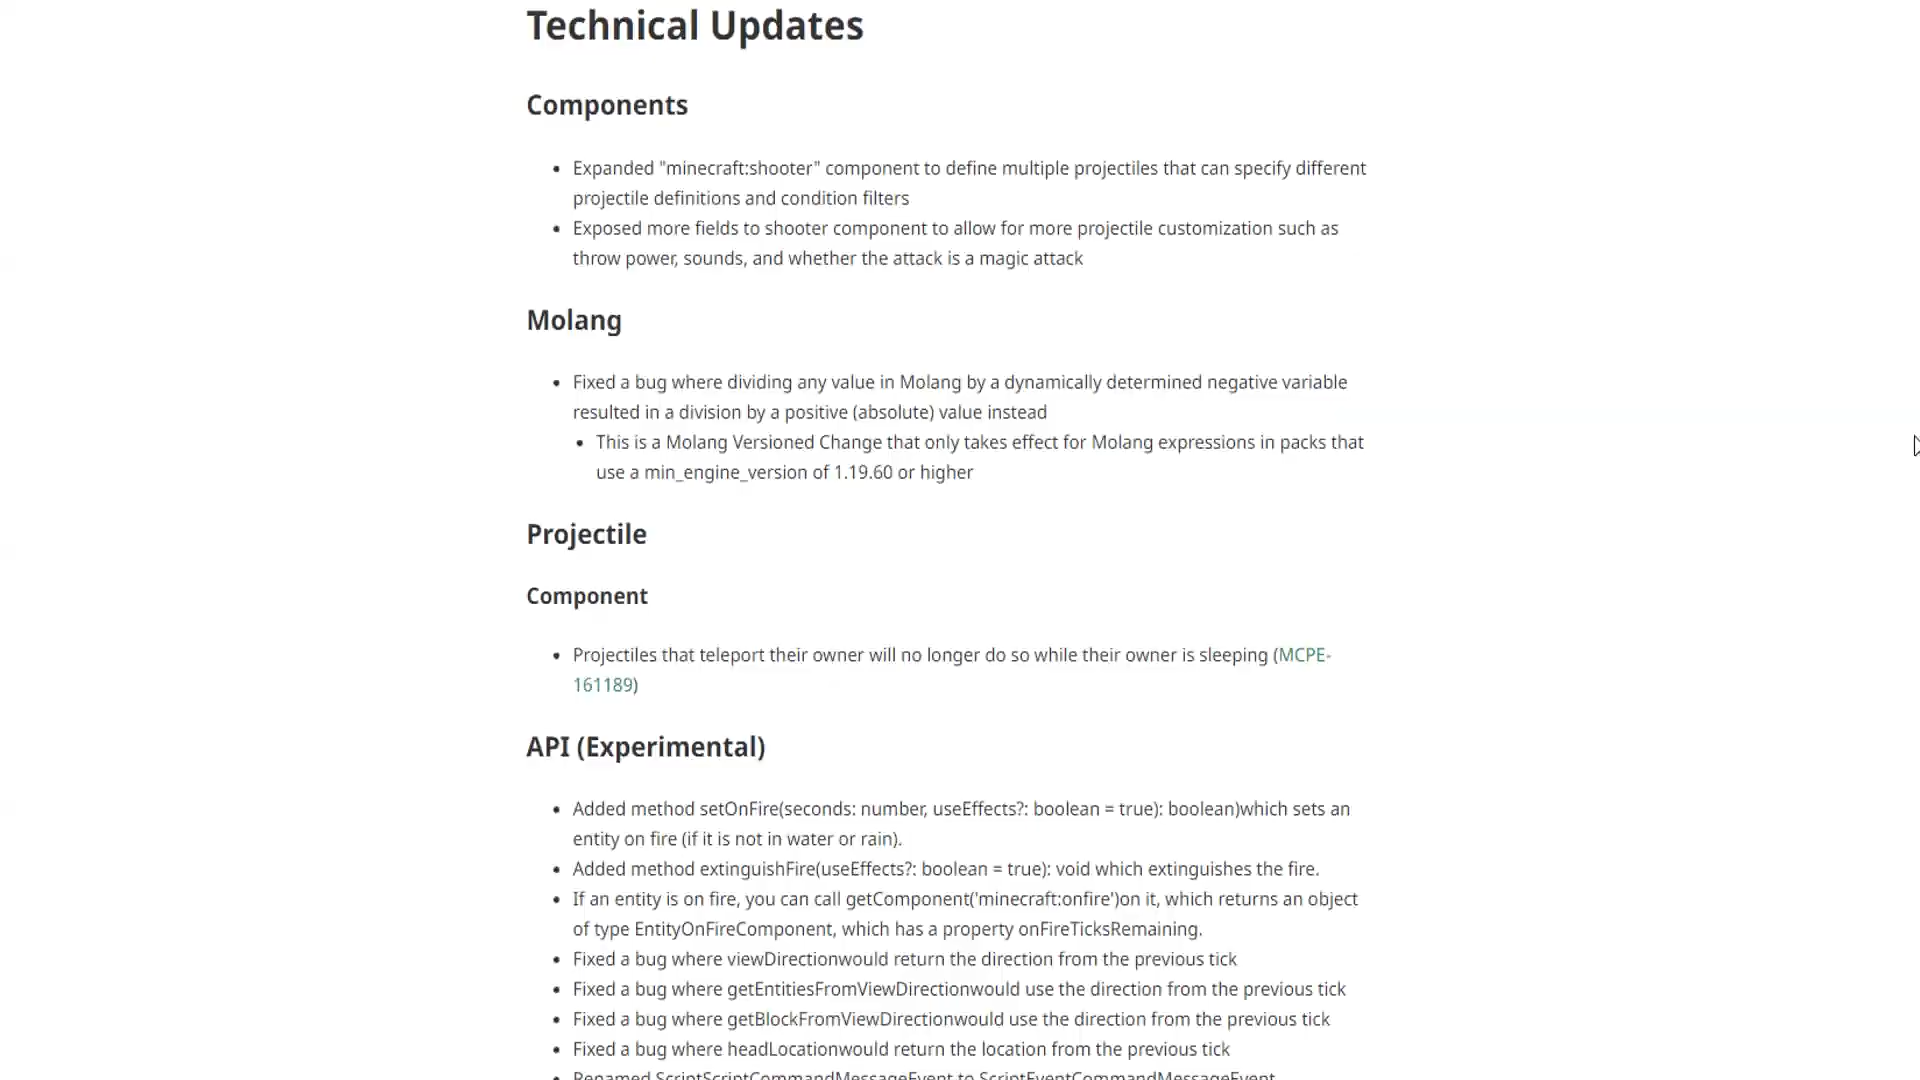 Technical Updates
Components
• Expanded "minecraft:shooter" component to define multiple projectiles that can specify different
projectile definitions and condition filters
• Exposed more fields to shooter component to allow for more projectile customization such as
throw power, sounds, and whether the attack is a magic attack
Molang
• Fixed a bug where dividing any value in Molang by a dynamically determined negative variable
resulted in a division by a positive (absolute) value instead
• This is a Molang Versioned Change that only takes effect for Molang expressions in packs that
use a min_engine_version of 1.19.60 or higher
Projectile
Component
• Projectiles that teleport their owner will no longer do so while their owner is sleeping (MCPE-
161189)
API (Experimental)
• Added method setOnFire(seconds: number, useEffects?: boolean = true): boolean)which sets an
entity on fire (if it is not in water or rain).
• Added method extinguishFire(useEffects?: boolean = true): void which extinguishes the fire.
• If an entity is on fire, you can call getComponent('minecraft:onfire')on it, which returns an object
of type EntityOnFireComponent, which has a property onFireTicksRemaining.
• Fixed a bug where viewDirectionwould return the direction from the previous tick
• Fixed a bug where getEntitiesFromViewDirectionwould use the direction from the previous tick
• Fixed a bug where getBlockFromViewDirectionwould use the direction from the previous tick
• Fixed a bug where headLocationwould return the location from the previous tick
• Renamed ScriptScriptCommandMessageEvent to ScriptEventCommandMessageEvent